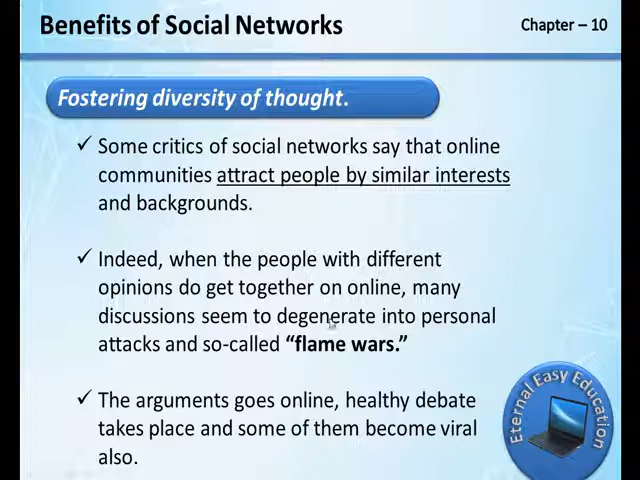 Benefits of Social Networks
Chapter – 10
Fostering diversity of thought.
✓ Some critics of social networks say that online
communities attract people by similar interests
and backgrounds.
✓ Indeed, when the people with different
opinions do get together on online, many
discussions seem to degenerate into personal
attacks and so-called “flame wars.”
✓ The arguments goes online, healthy debate
takes place and some of them become viral
also.
Eternal Easy Education